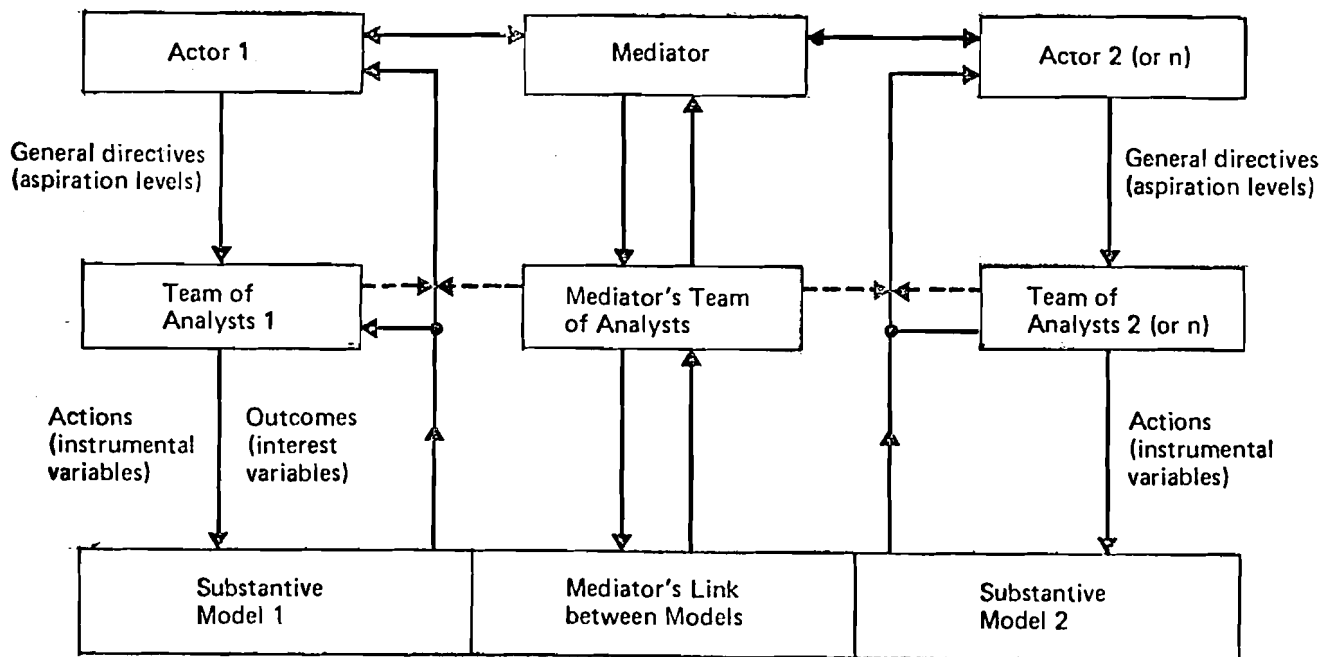 Actor 1
Mediator
Actor 2 (or n)
General directives
(aspiration levels)
General directives
(aspiration levels)
Team of
Analysts 1
Mediator's Team
of Analysts
Team of
Analysts 2 (or n)
Actions
(instrumental
variables)
Outcomes
(interest
variables)
Actions
(instrumental
variables)
Substantive
Model 1
Mediator's Link
between Models
Substantive
Model 2